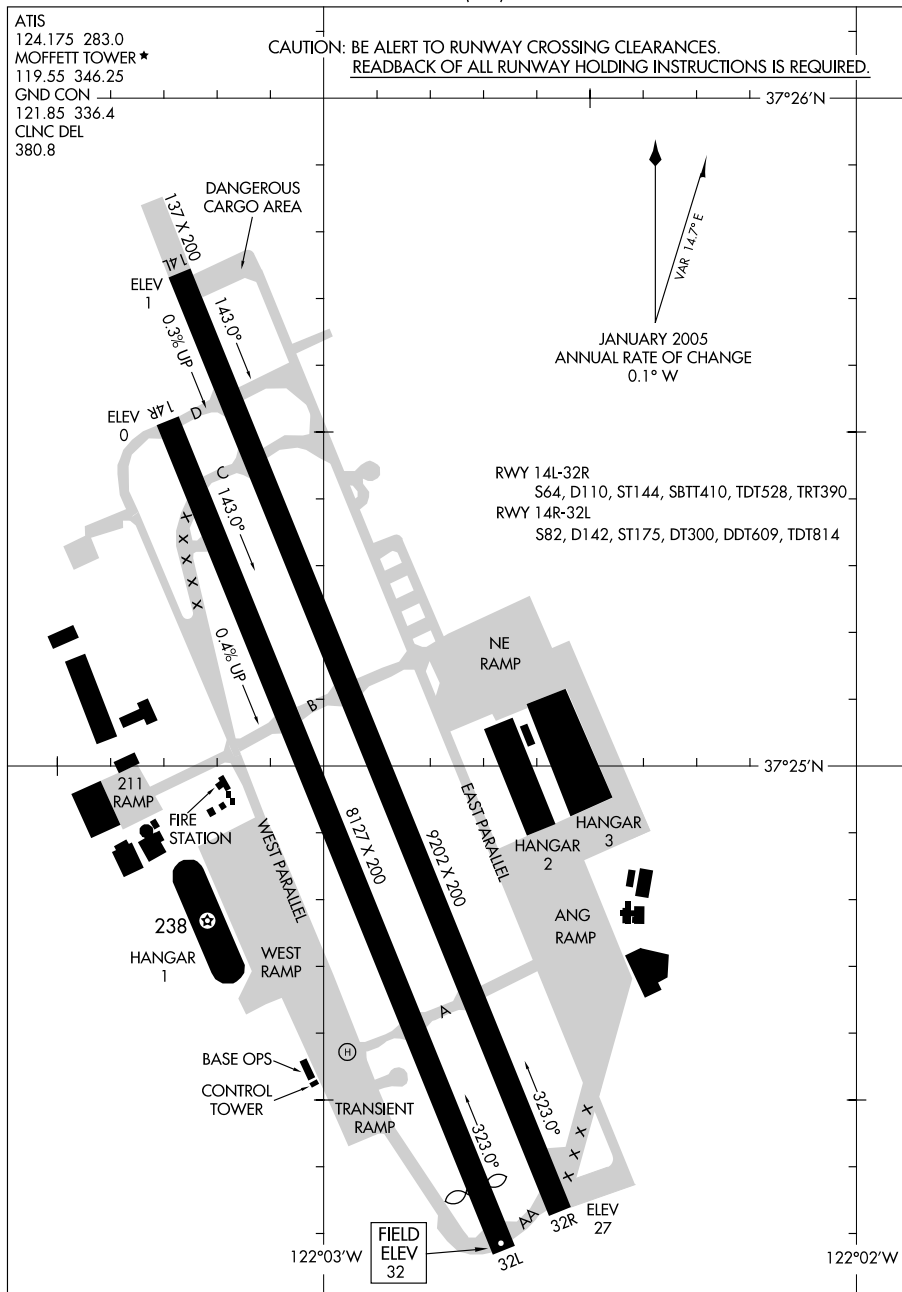 ATIS
124.175 283.0
MOFFETT TOWER★
119.55 346.25
GND CON
121.85 336.4
CLNC DEL
380.8
CAUTION: BE ALERT TO RUNWAY CROSSING CLEARANCES.
READBACK OF ALL RUNWAY HOLDING INSTRUCTIONS IS REQUIRED.
37°26'N
VAR 14.7° E
JANUARY 2005
ANNUAL RATE OF CHANGE
0.1° W
DANGEROUS
CARGO AREA
137 X 200
14L
ELEV
1
0.3% UP
143.0°
ELEV
0
14R
D
C
143.0°
RWY 14L-32R
S64, D110, ST144, SBTT410, TDT528, TRT390
RWY 14R-32L
S82, D142, ST175, DT300, DDT609, TDT814
0.4% UP
B
NE
RAMP
37°25'N
211
RAMP
FIRE
STATION
WEST PARALLEL
8127 X 200
9202 X 200
EAST PARALLEL
HANGAR
2
HANGAR
3
238
HANGAR
1
WEST
RAMP
ANG
RAMP
A
H
BASE OPS
CONTROL
TOWER
TRANSIENT
RAMP
323.0°
323.0°
AA
32R
ELEV
27
32L
FIELD
ELEV
32
122°03'W
122°02'W